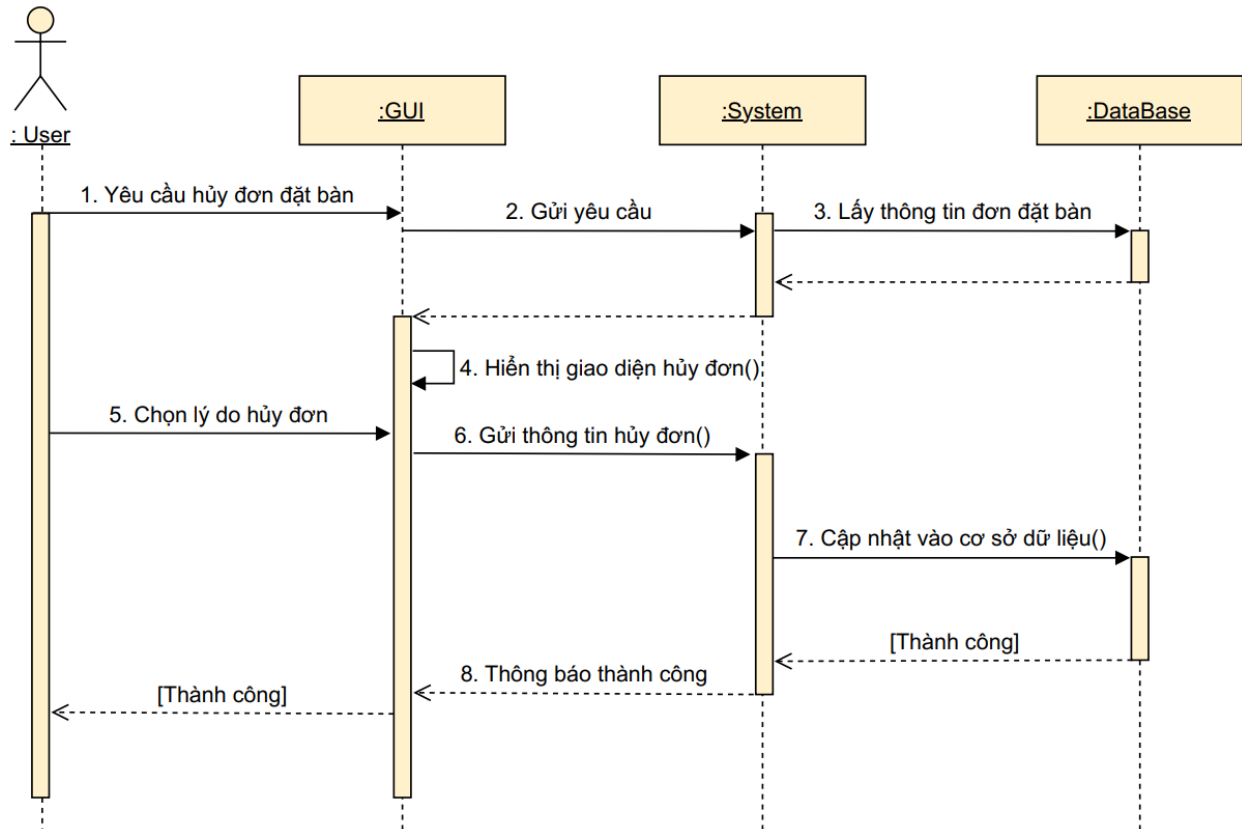 : User
:GUI
:System
:DataBase
1. Yêu cầu hủy đơn đặt bàn
2. Gửi yêu cầu
3. Lấy thông tin đơn đặt bàn
4. Hiển thị giao diện hủy đơn()
5. Chọn lý do hủy đơn
6. Gửi thông tin hủy đơn()
7. Cập nhật vào cơ sở dữ liệu()
[Thành công]
8. Thông báo thành công
[Thành công]